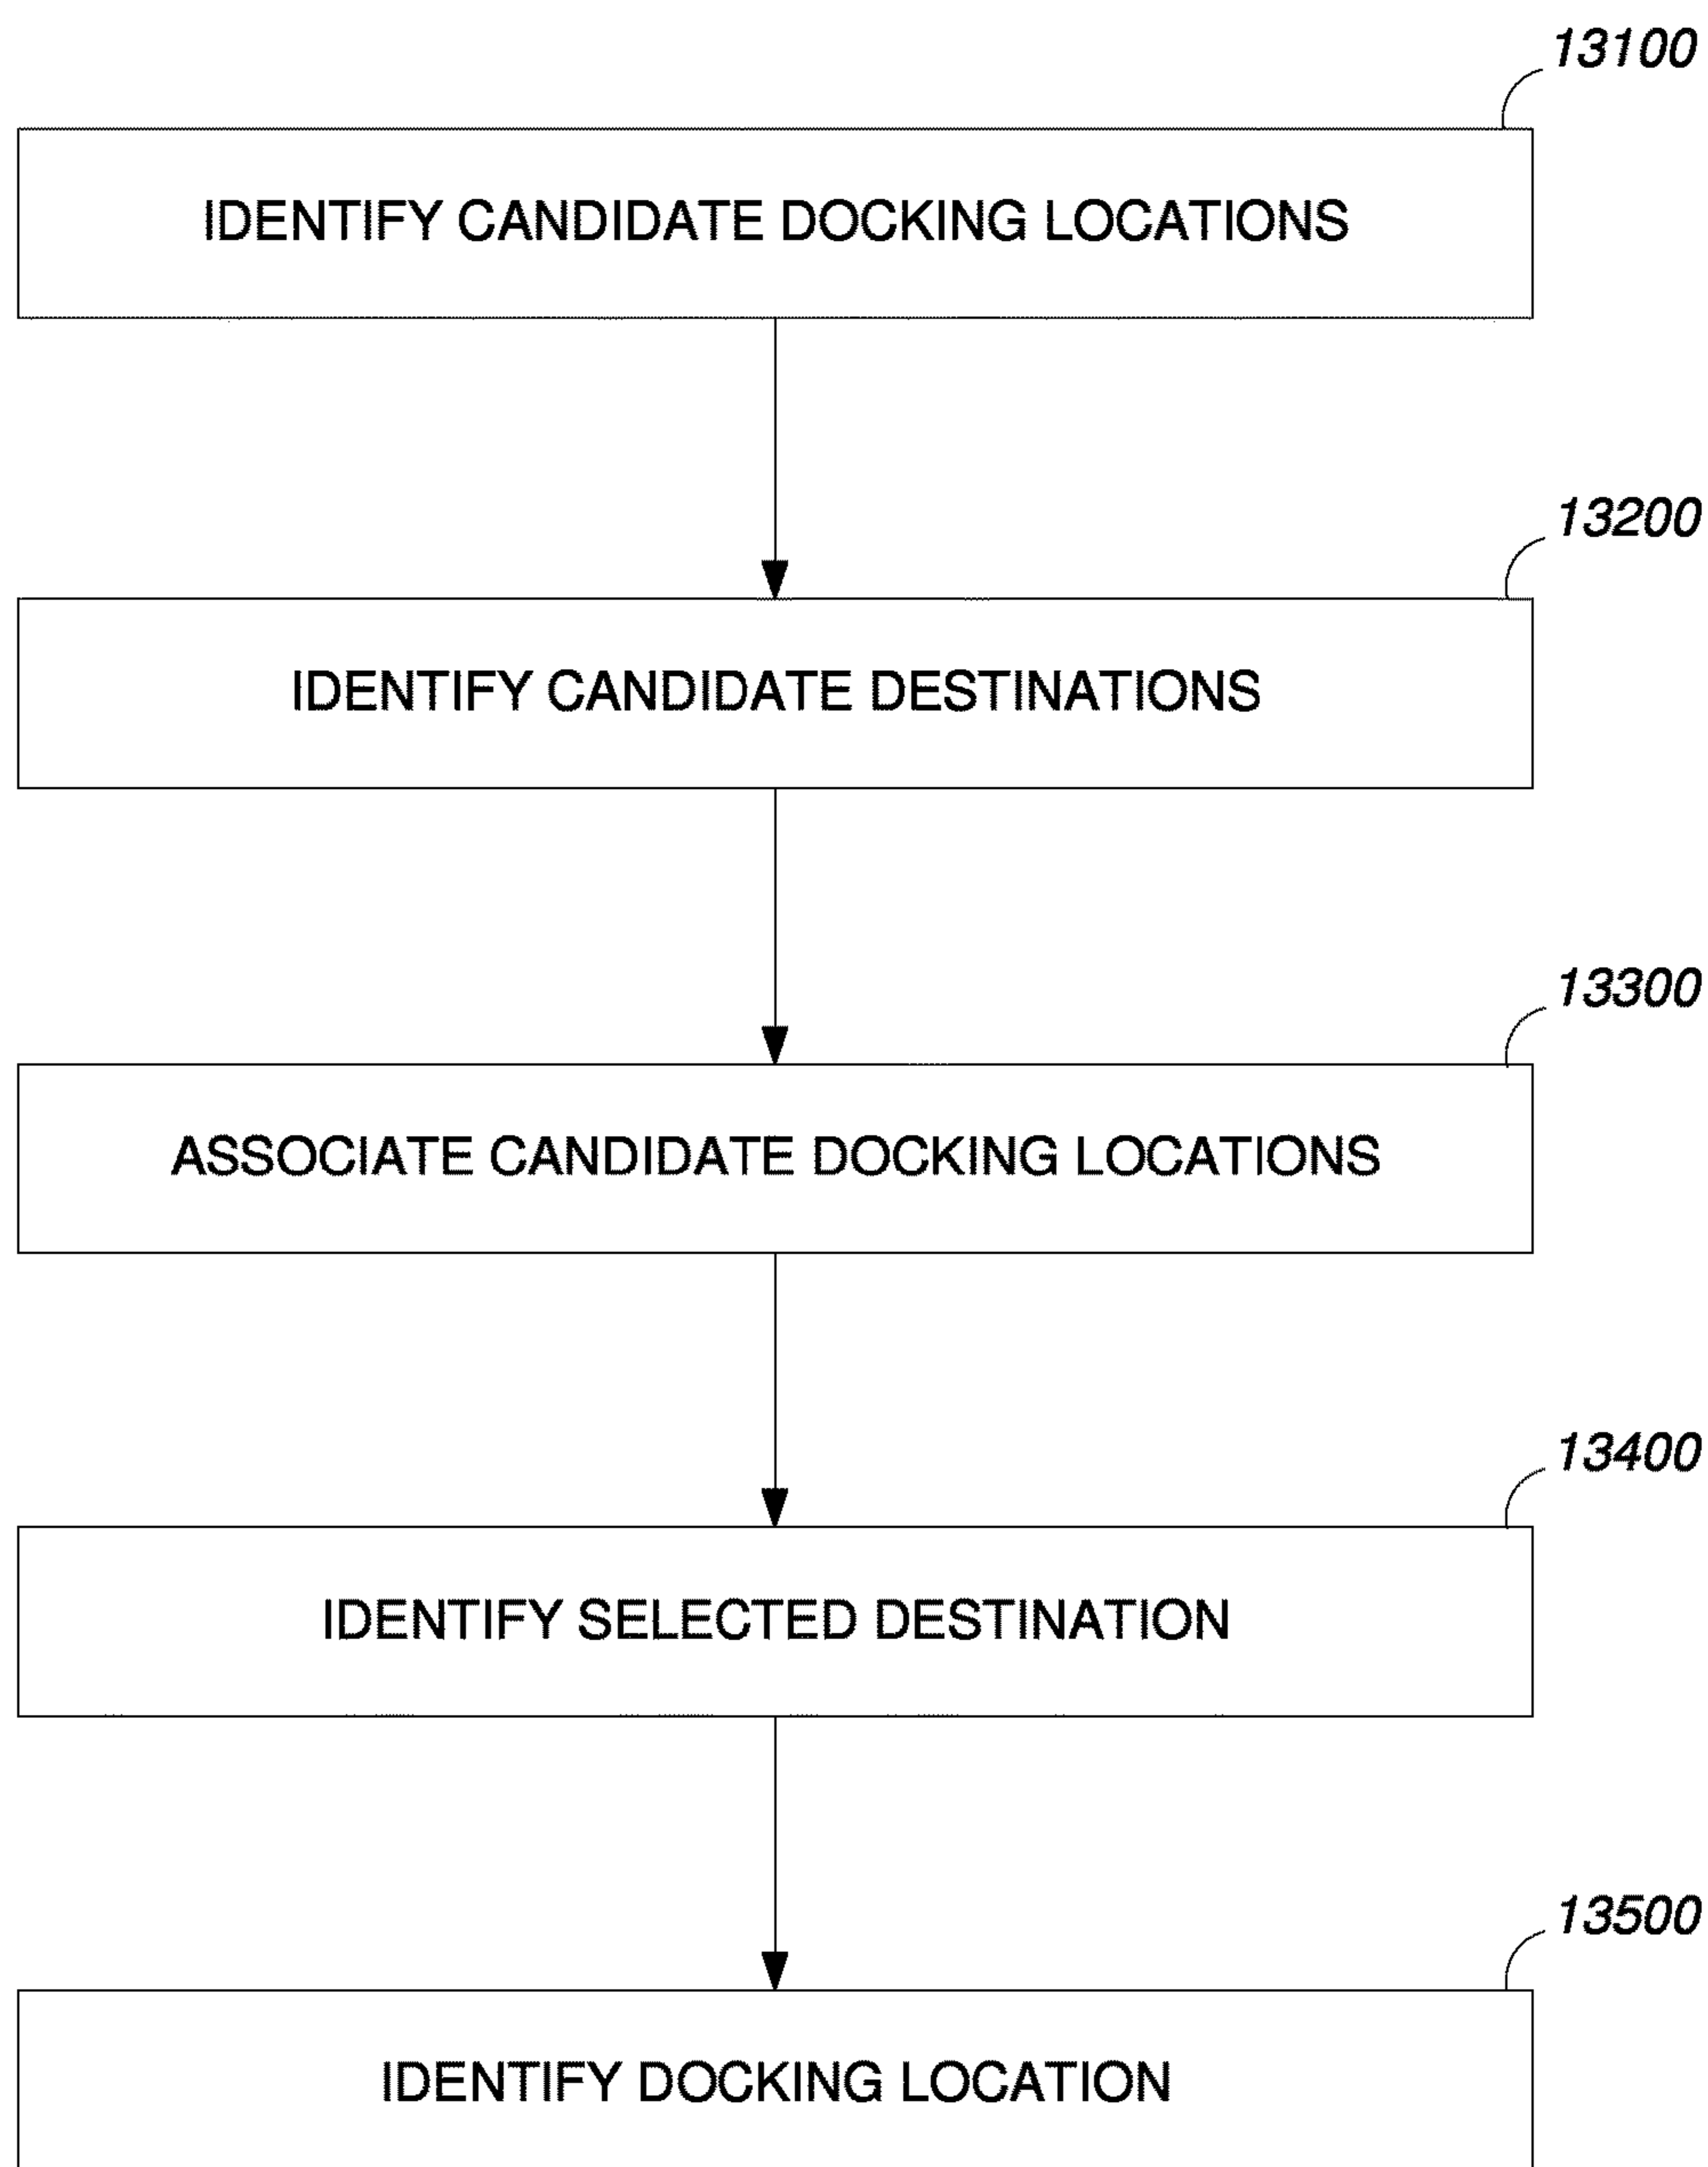 13100
IDENTIFY CANDIDATE DOCKING LOCATIONS
13200
IDENTIFY CANDIDATE DESTINATIONS
13300
ASSOCIATE CANDIDATE DOCKING LOCATIONS
13400
IDENTIFY SELECTED DESTINATION
13500
IDENTIFY DOCKING LOCATION